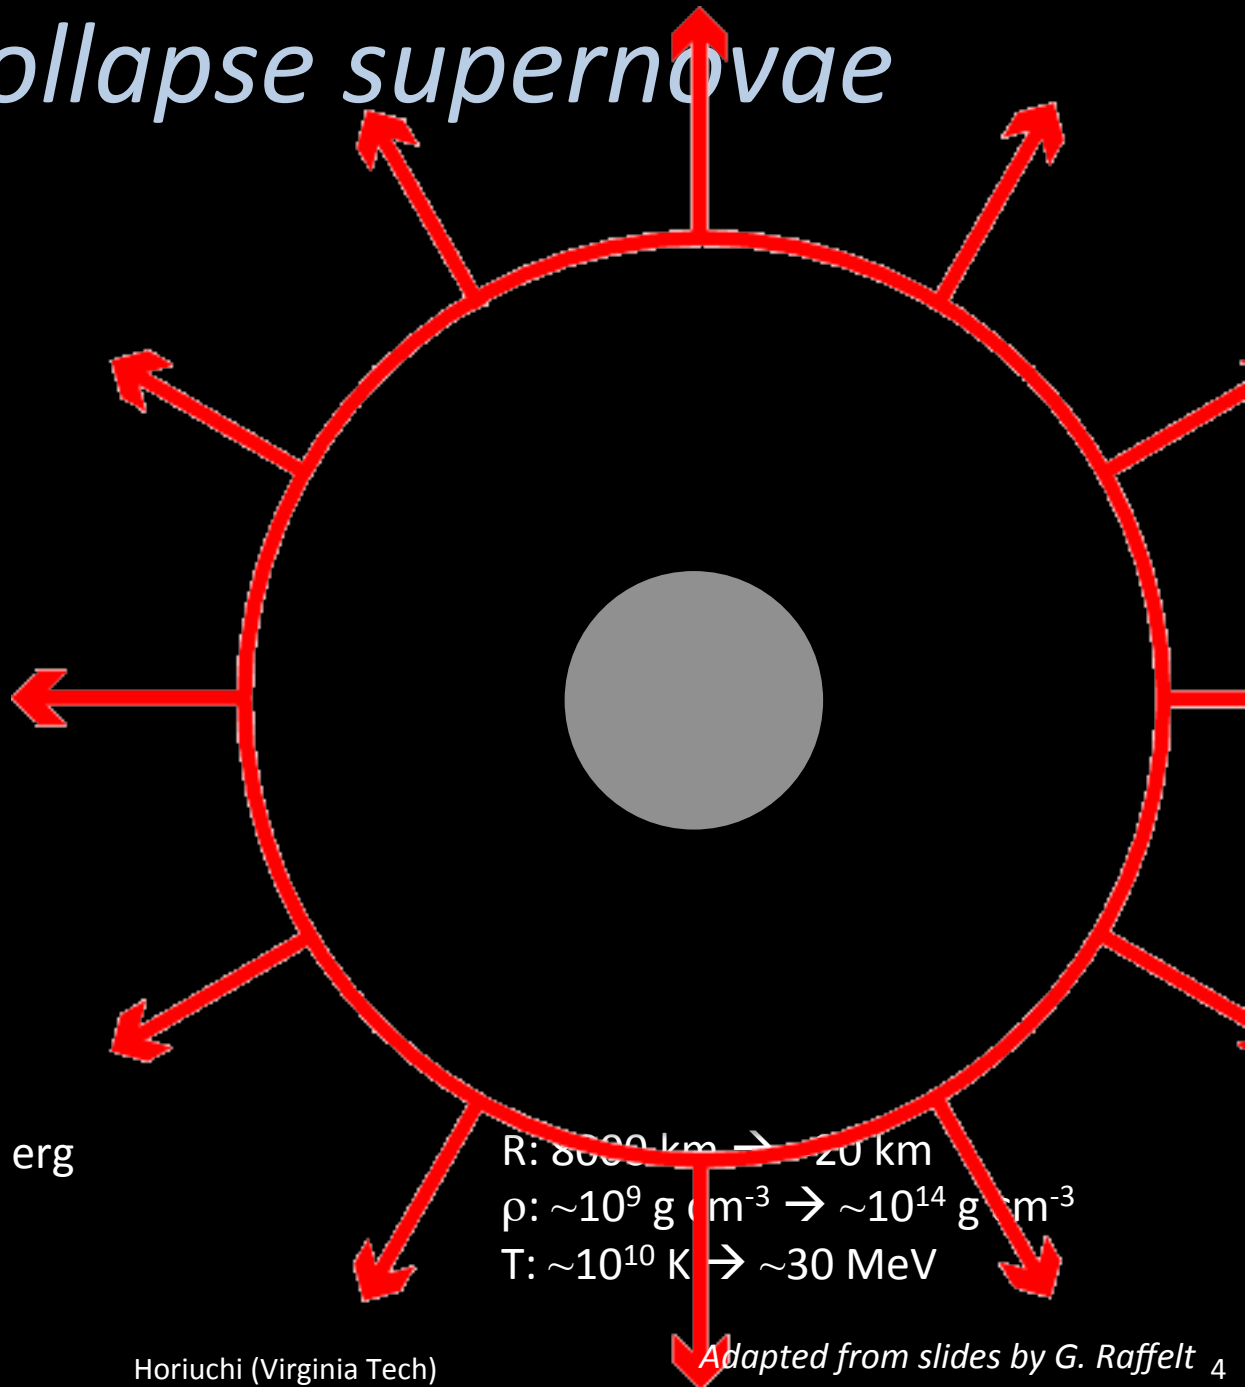 ollapse supernovae
erg
R: 8000 km → ~20 km
ρ: ~10⁹ g cm⁻³ → ~10¹⁴ g cm⁻³
T: ~10¹⁰ K → ~30 MeV
Horiuchi (Virginia Tech)
Adapted from slides by G. Raffelt 4